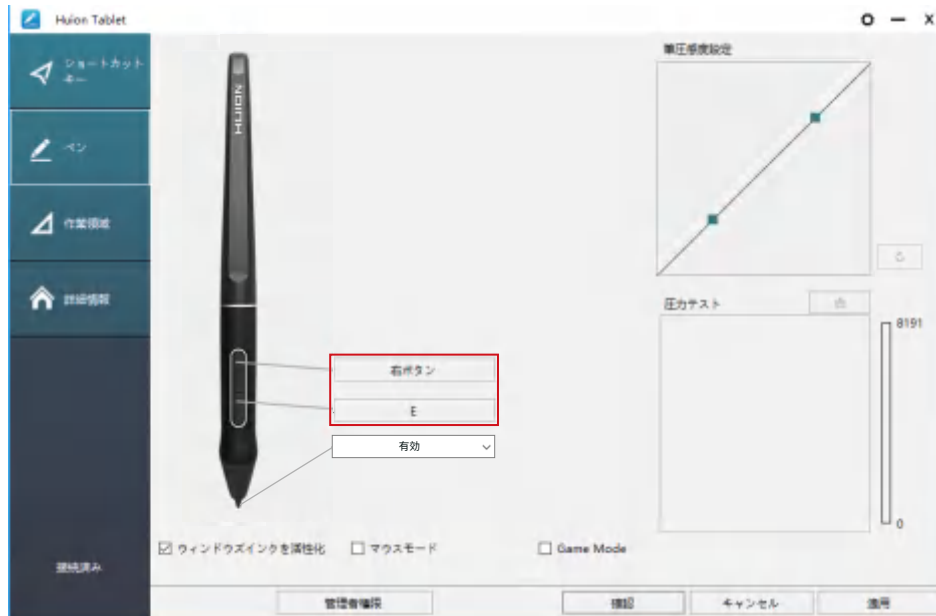 Huion Tablet
ショートカット
キー
ペン
作業領域
詳細情報
接続済み
HUION
右ボタン
E
有効
筆圧感度設定
圧力テスト
8191
0
ウィンドウズインクを活性化
マウスモード
Game Mode
管理者権限
確認
キャンセル
適用